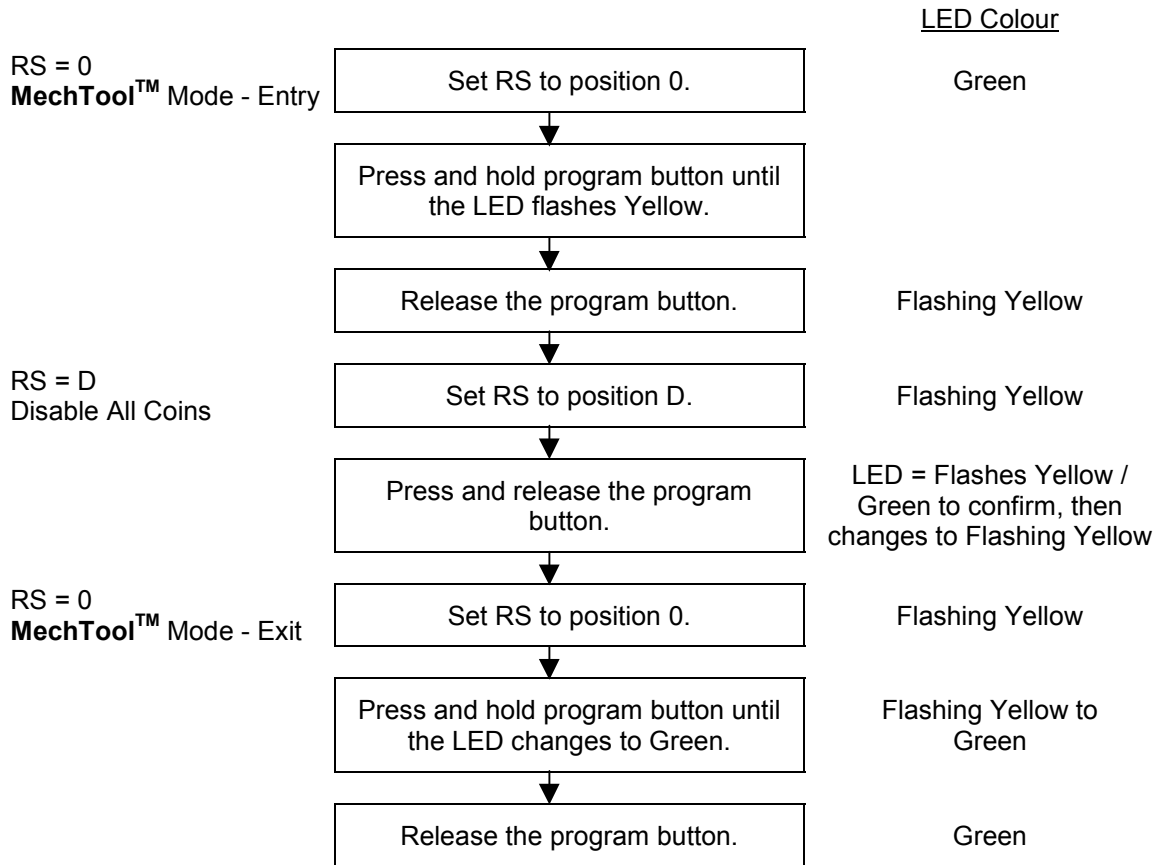 LED Colour
RS = 0
MechTool™ Mode - Entry
Set RS to position 0.
Green
Press and hold program button until
the LED flashes Yellow.
Release the program button.
Flashing Yellow
RS = D
Disable All Coins
Set RS to position D.
Flashing Yellow
Press and release the program
button.
LED = Flashes Yellow /
Green to confirm, then
changes to Flashing Yellow
RS = 0
MechTool™ Mode - Exit
Set RS to position 0.
Flashing Yellow
Press and hold program button until
the LED changes to Green.
Flashing Yellow to
Green
Release the program button.
Green